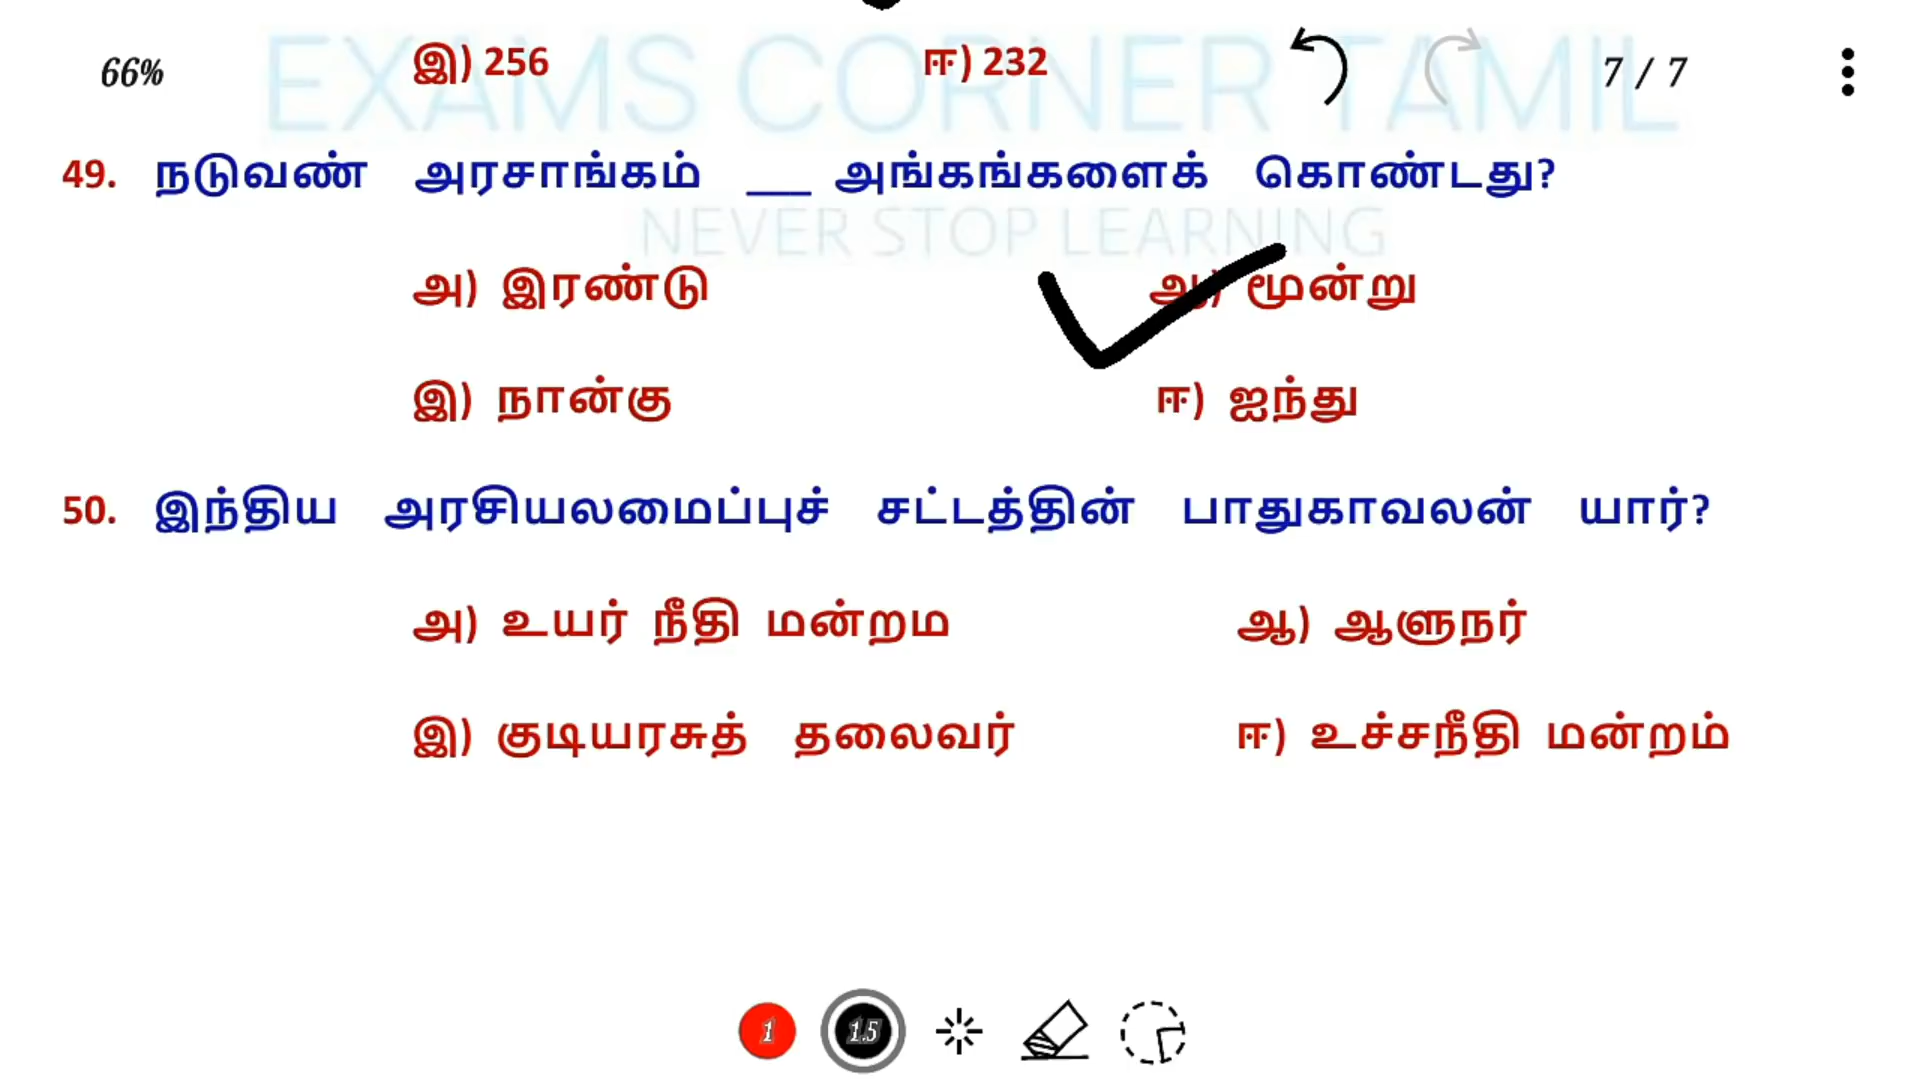 EXAMS CORNER TAMIL
66% இ) 256 ஈ) 232 7 / 7
49. நடுவண் அரசாங்கம் ___ அங்கங்களைக் கொண்டது?
NEVER STOP LEARNING
அ) இரண்டு ஆ) மூன்று
இ) நான்கு ஈ) ஐந்து
50. இந்திய அரசியலமைப்புச் சட்டத்தின் பாதுகாவலன் யார்?
அ) உயர் நீதி மன்றம ஆ) ஆளுநர்
இ) குடியரசுத் தலைவர் ஈ) உச்சநீதி மன்றம்
1 1.5